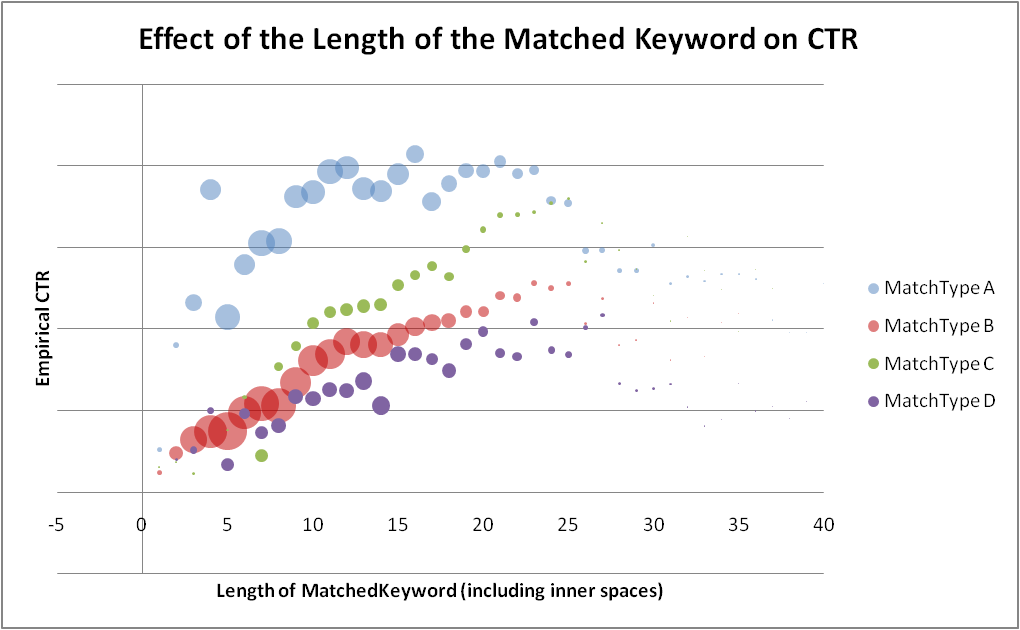 Effect of the Length of the Matched Keyword on CTR
Empirical CTR
MatchType A
MatchType B
MatchType C
MatchType D
-5 0 5 10 15 20 25 30 35 40
Length of MatchedKeyword (including inner spaces)